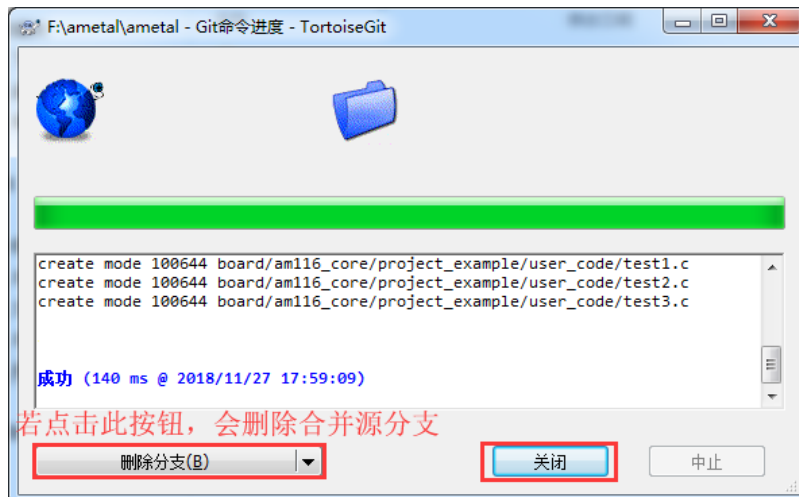 F:\ametal\ametal - Git命令进度 - TortoiseGit
create mode 100644 board/am116_core/project_example/user_code/test1.c
create mode 100644 board/am116_core/project_example/user_code/test2.c
create mode 100644 board/am116_core/project_example/user_code/test3.c
成功 (140 ms @ 2018/11/27 17:59:09)
若点击此按钮，会删除合并源分支
删除分支(B) 关闭 中止